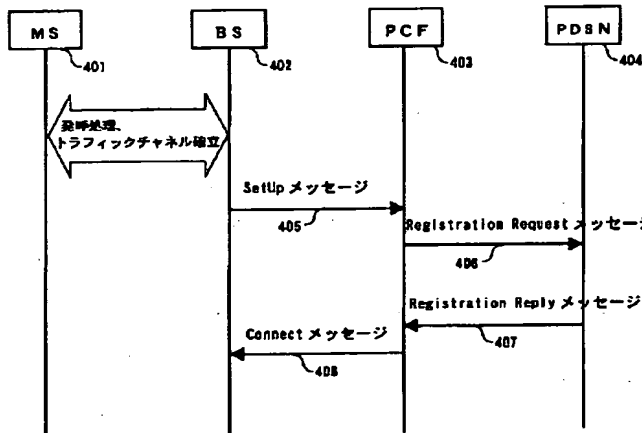 MS
BS
PCF
PDSN
401
402
403
404
発呼処理、
トラフィックチャネル確立
SetUp メッセージ
405
Registration Request メッセージ
406
Registration Reply メッセージ
407
Connect メッセージ
408